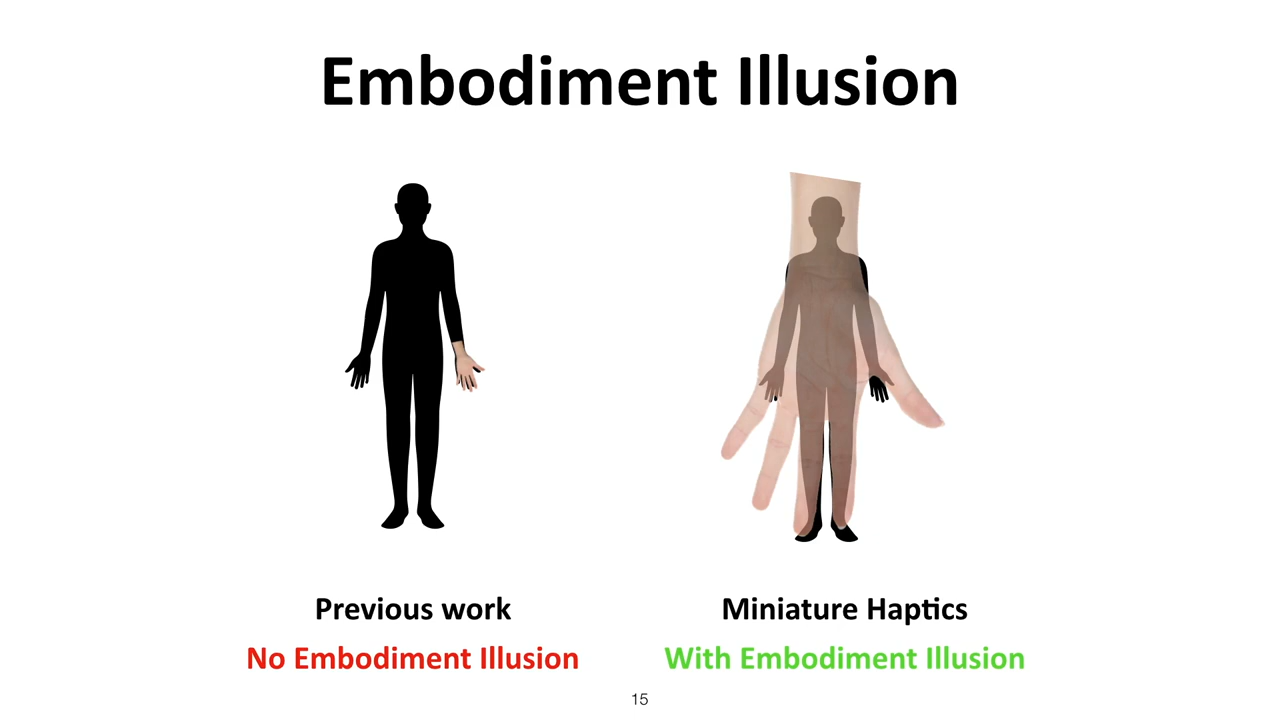 Embodiment Illusion
Previous work
No Embodiment Illusion
Miniature Haptics
With Embodiment Illusion
15